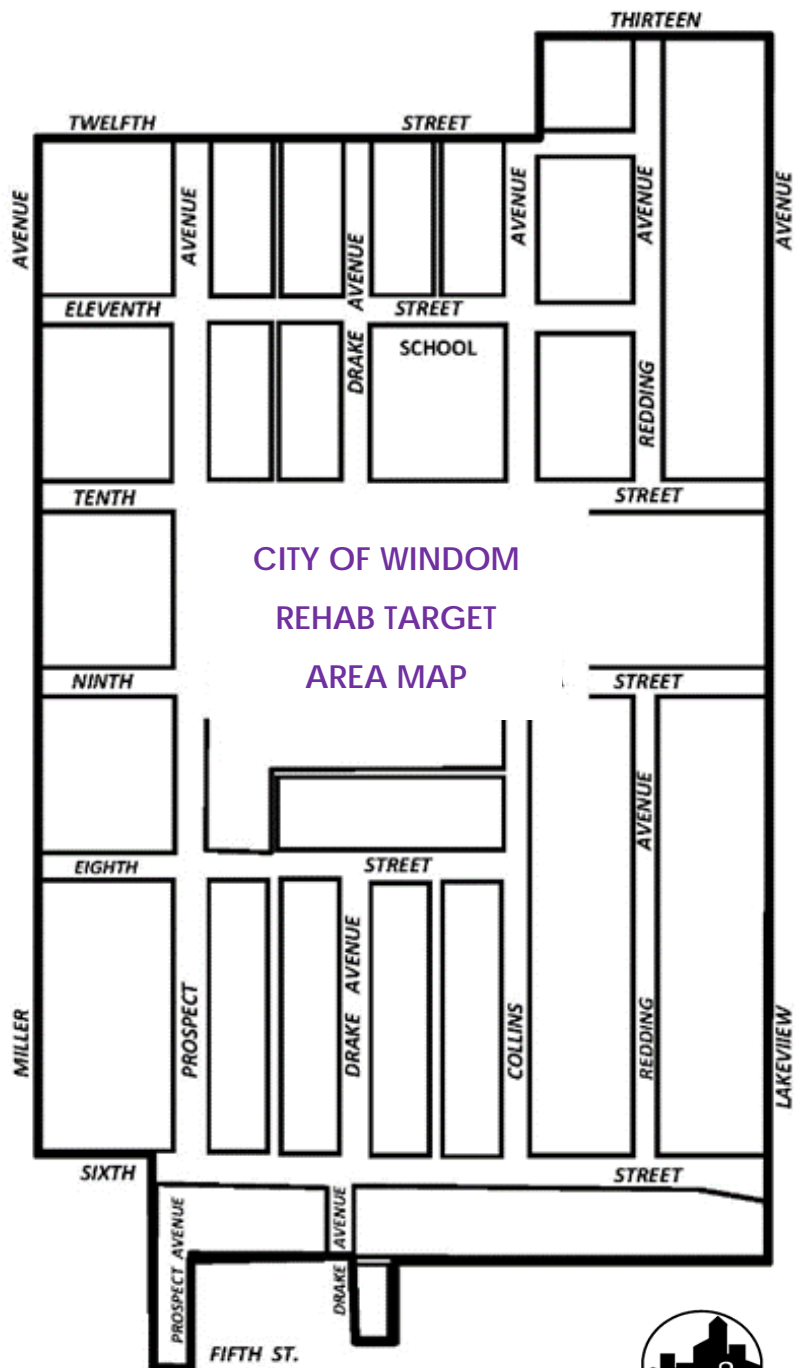 THIRTEEN
TWELFTH STREET
AVENUE
AVENUE
AVENUE
AVENUE
AVENUE
AVENUE
ELEVENTH STREET
DRAKE
SCHOOL
REDDING
TENTH STREET
CITY OF WINDOM
REHAB TARGET
AREA MAP
NINTH STREET
AVENUE
EIGHTH STREET
AVENUE
MILLER
PROSPECT
DRAKE
COLLINS
REDDING
LAKEVIIEW
SIXTH STREET
PROSPECT AVENUE
DRAKE AVENUE
FIFTH ST.